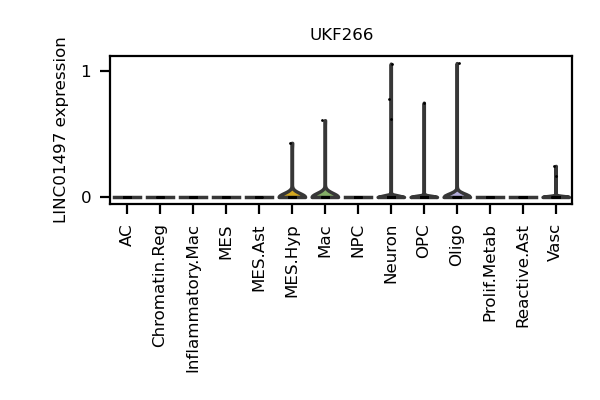 UKF266
LINC01497 expression
1
0
AC
Chromatin.Reg
Inflammatory.Mac
MES
MES.Ast
MES.Hyp
Mac
NPC
Neuron
OPC
Oligo
Prolif.Metab
Reactive.Ast
Vasc